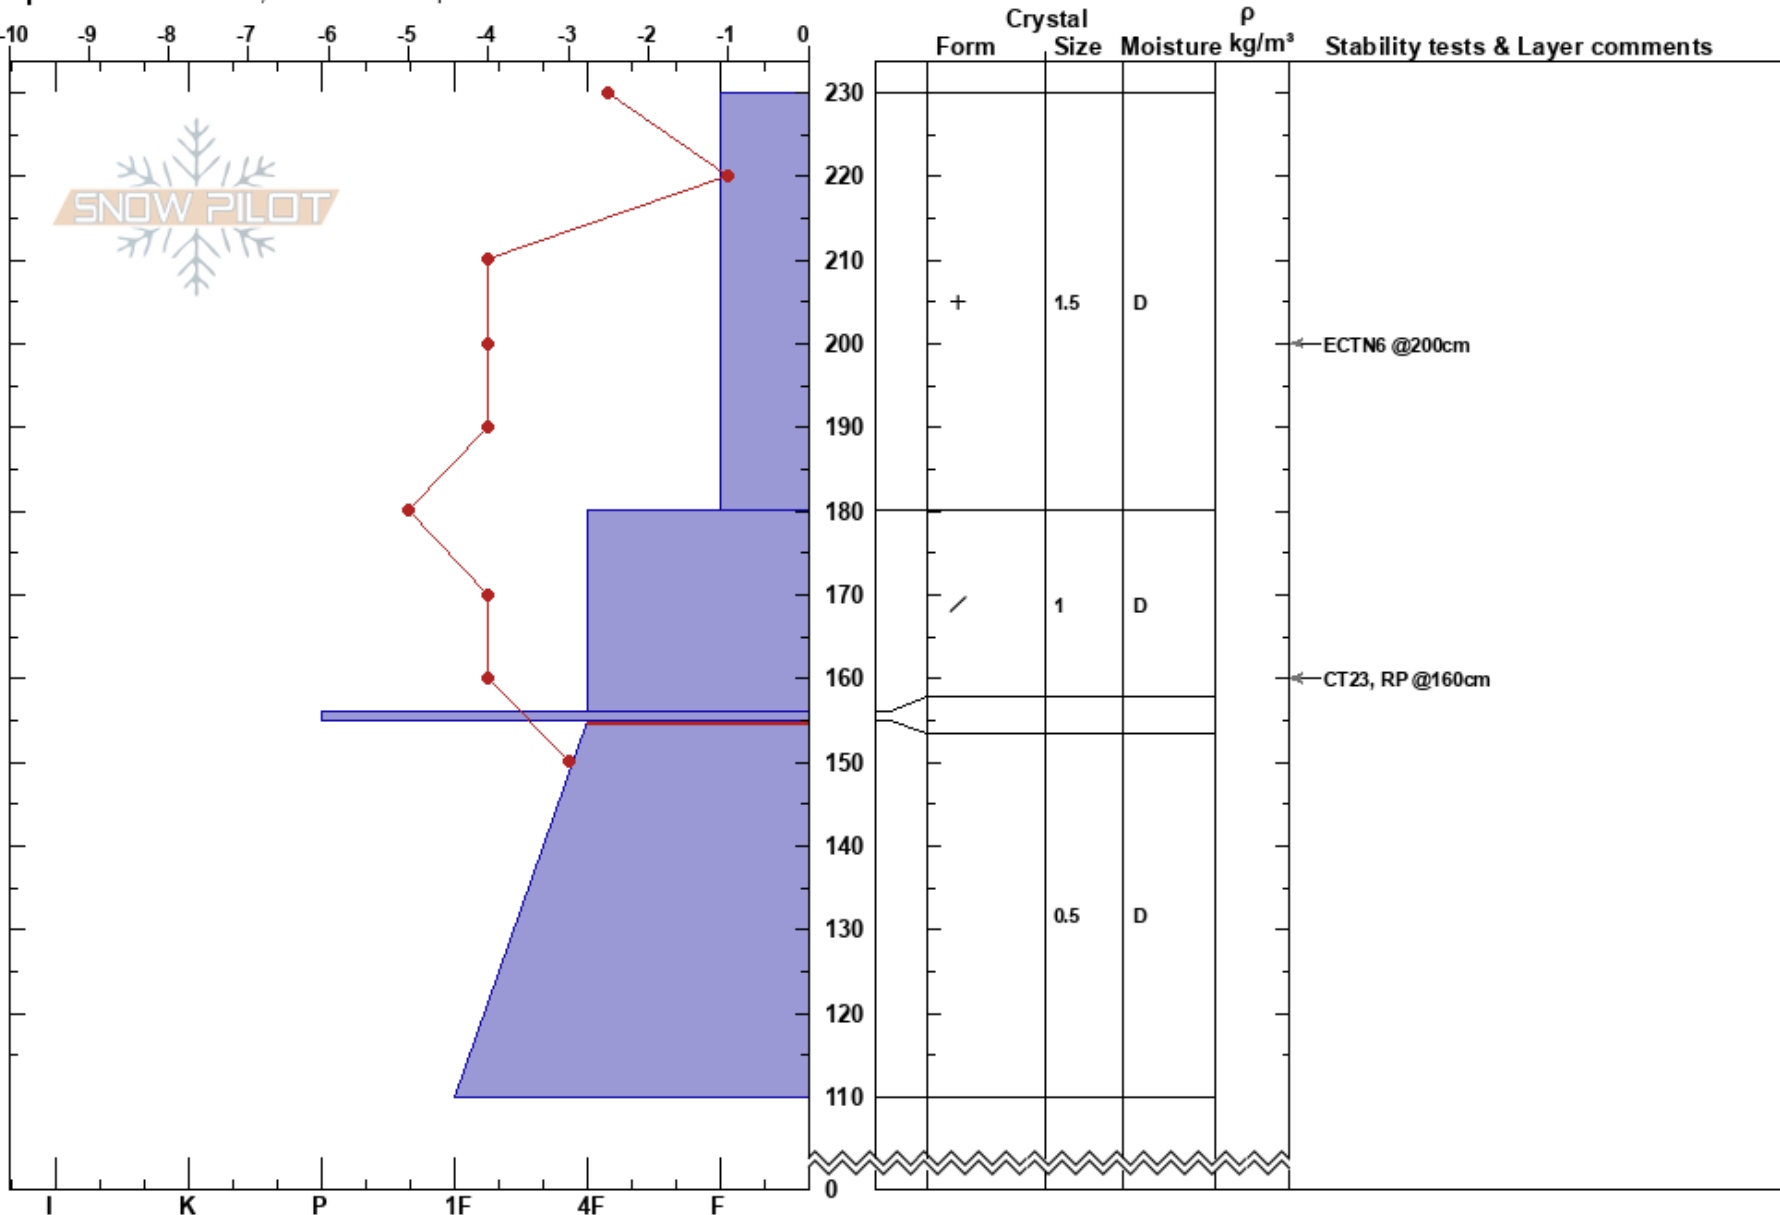 Crystal ρ
Form Size Moisture kg/m³ Stability tests & Layer comments
-10 -9 -8 -7 -6 -5 -4 -3 -2 -1 0
SNOW PILOT
230
220
210
+ 1.5 D
200 ECTN6 @200cm
190
180
170
1 D
160 CT23, RP @160cm
150
140
130
0.5 D
120
110
0
I K P 1F 4F F